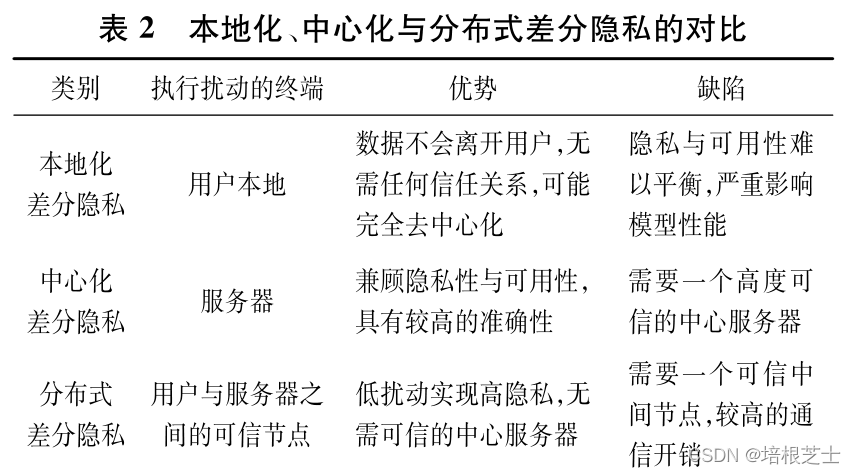 表 2 本地化、中心化与分布式差分隐私的对比
类别 执行扰动的终端 优势 缺陷
本地化
差分隐私
用户本地
数据不会离开用户,无
需任何信任关系,可能
完全去中心化
隐私与可用性难
以平衡,严重影响
模型性能
中心化
差分隐私
服务器
兼顾隐私性与可用性,
具有较高的准确性
需要一个高度可
信的中心服务器
分布式
差分隐私
用户与服务器之
间的可信节点
低扰动实现高隐私,无
需可信的中心服务器
需要一个可信中
间节点,较高的通
信开销
CSDN @培根芝士